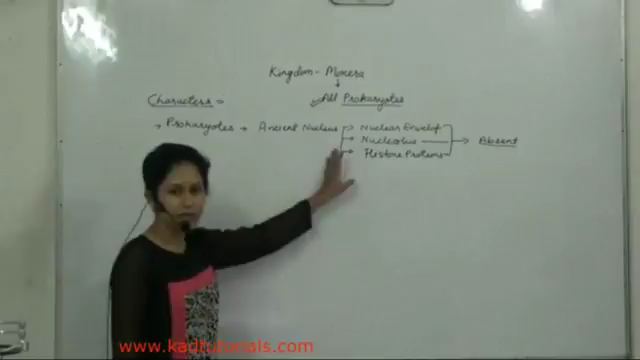 Kingdom - Monera
All Prokaryotes
Characters =
Prokaryotes → Ancient Nucleus → Nuclear Envelop
→ Nucleolus → Absent
→ Histone Proteins
www.kadtutorials.com